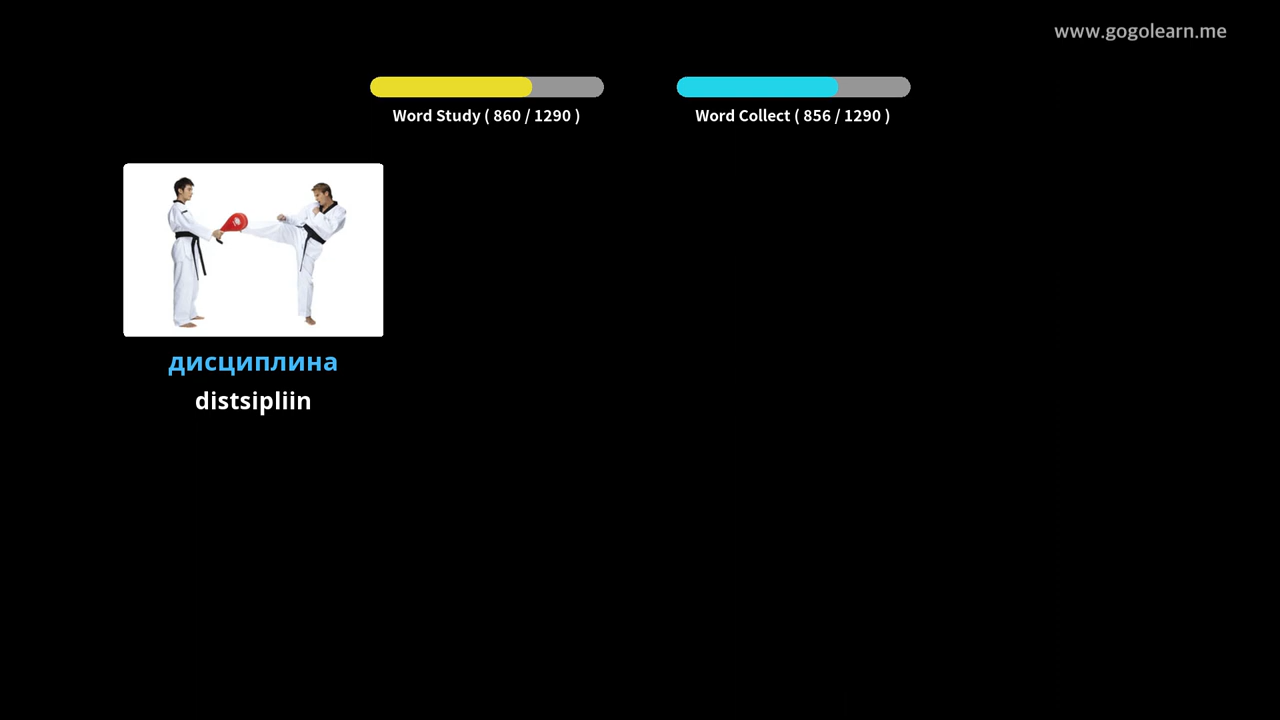 www.gogolearn.me
Word Study ( 860 / 1290 )
Word Collect ( 856 / 1290 )
дисциплина
distsipliin